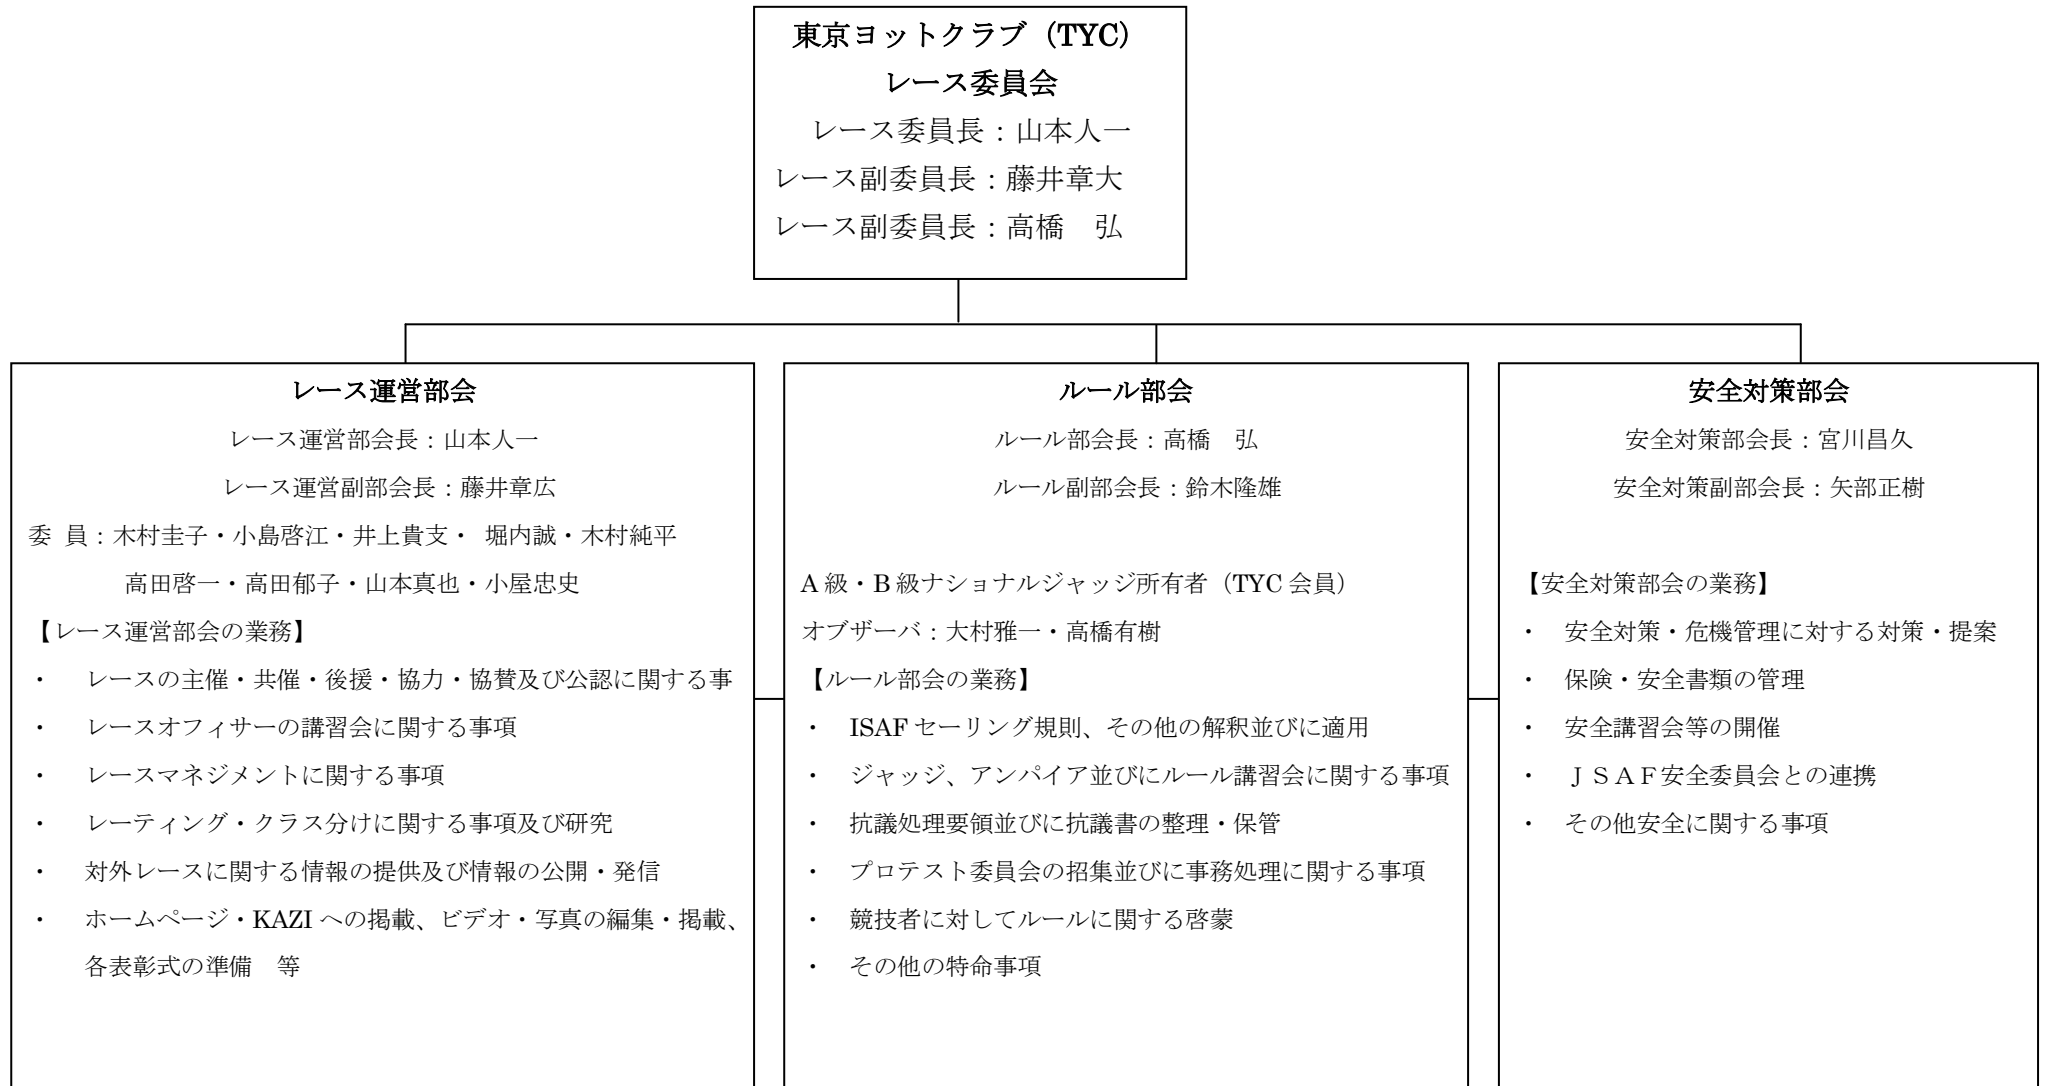 東京ヨットクラブ（TYC）
レース委員会
レース委員長：山本人一
レース副委員長：藤井章大
レース副委員長：高橋　弘
レース運営部会
レース運営部会長：山本人一
レース運営副部会長：藤井章広
委 員：木村圭子・小島啓江・井上貴支・ 堀内誠・木村純平
高田啓一・高田郁子・山本真也・小屋忠史
【レース運営部会の業務】
・ レースの主催・共催・後援・協力・協賛及び公認に関する事
・ レースオフィサーの講習会に関する事項
・ レースマネジメントに関する事項
・ レーティング・クラス分けに関する事項及び研究
・ 対外レースに関する情報の提供及び情報の公開・発信
・ ホームページ・KAZI への掲載、ビデオ・写真の編集・掲載、
各表彰式の準備　等
ルール部会
ルール部会長：高橋　弘
ルール副部会長：鈴木隆雄
A 級・B 級ナショナルジャッジ所有者（TYC 会員）
オブザーバ：大村雅一・高橋有樹
【ルール部会の業務】
・ ISAF セーリング規則、その他の解釈並びに適用
・ ジャッジ、アンパイア並びにルール講習会に関する事項
・ 抗議処理要領並びに抗議書の整理・保管
・ プロテスト委員会の招集並びに事務処理に関する事項
・ 競技者に対してルールに関する啓蒙
・ その他の特命事項
安全対策部会
安全対策部会長：宮川昌久
安全対策副部会長：矢部正樹
【安全対策部会の業務】
・ 安全対策・危機管理に対する対策・提案
・ 保険・安全書類の管理
・ 安全講習会等の開催
・ ＪＳＡＦ安全委員会との連携
・ その他安全に関する事項